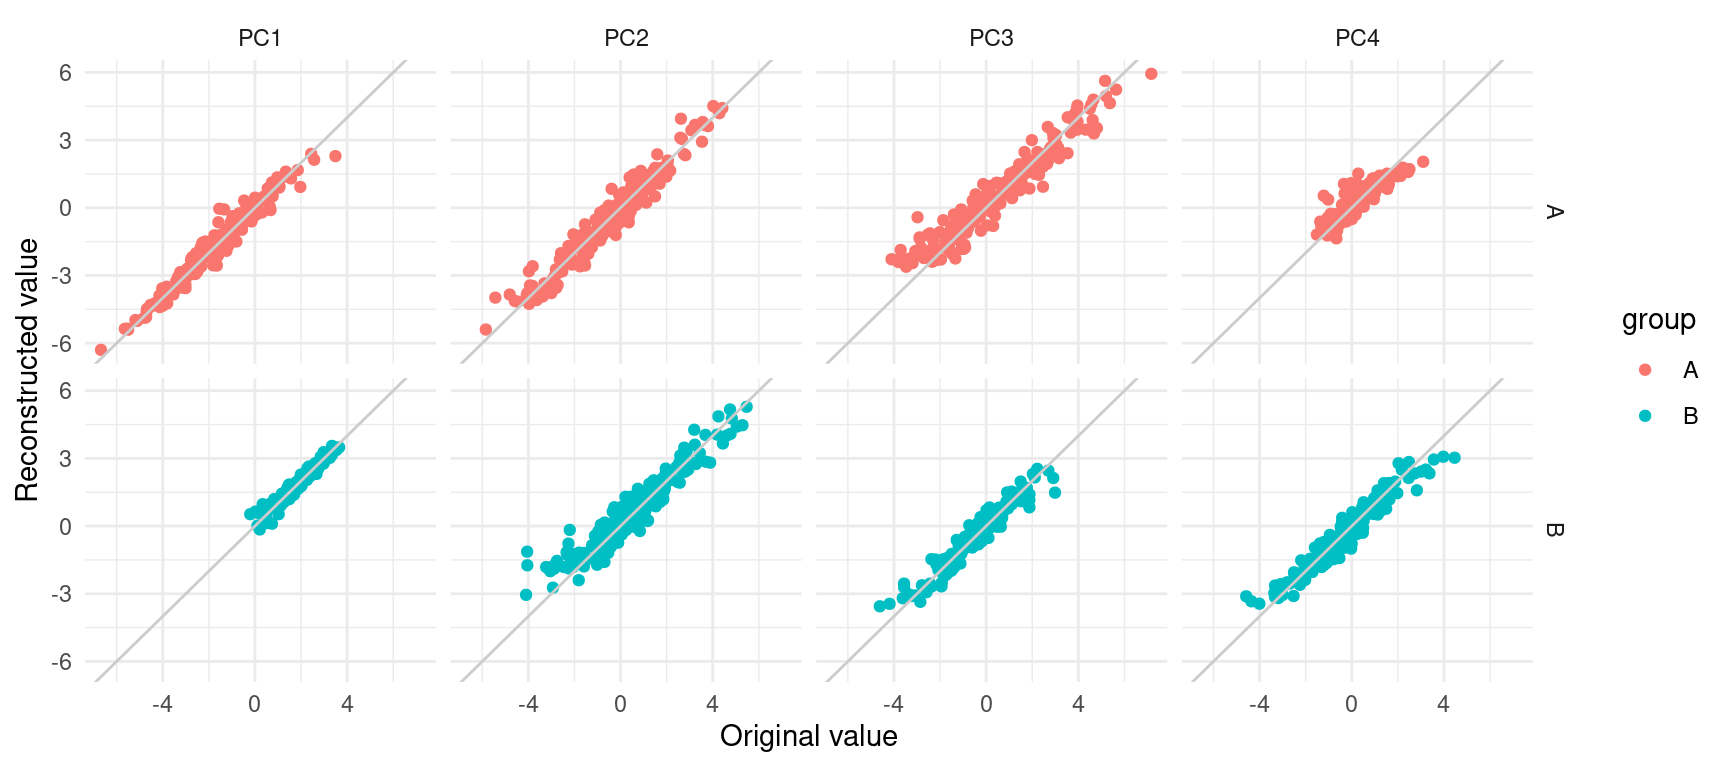 PC1 PC2 PC3 PC4
6
3
0
-3
-6
A
6
3
0
-3
-6
B
-4 0 4 -4 0 4 -4 0 4 -4 0 4
Original value
Reconstructed value
group
A
B